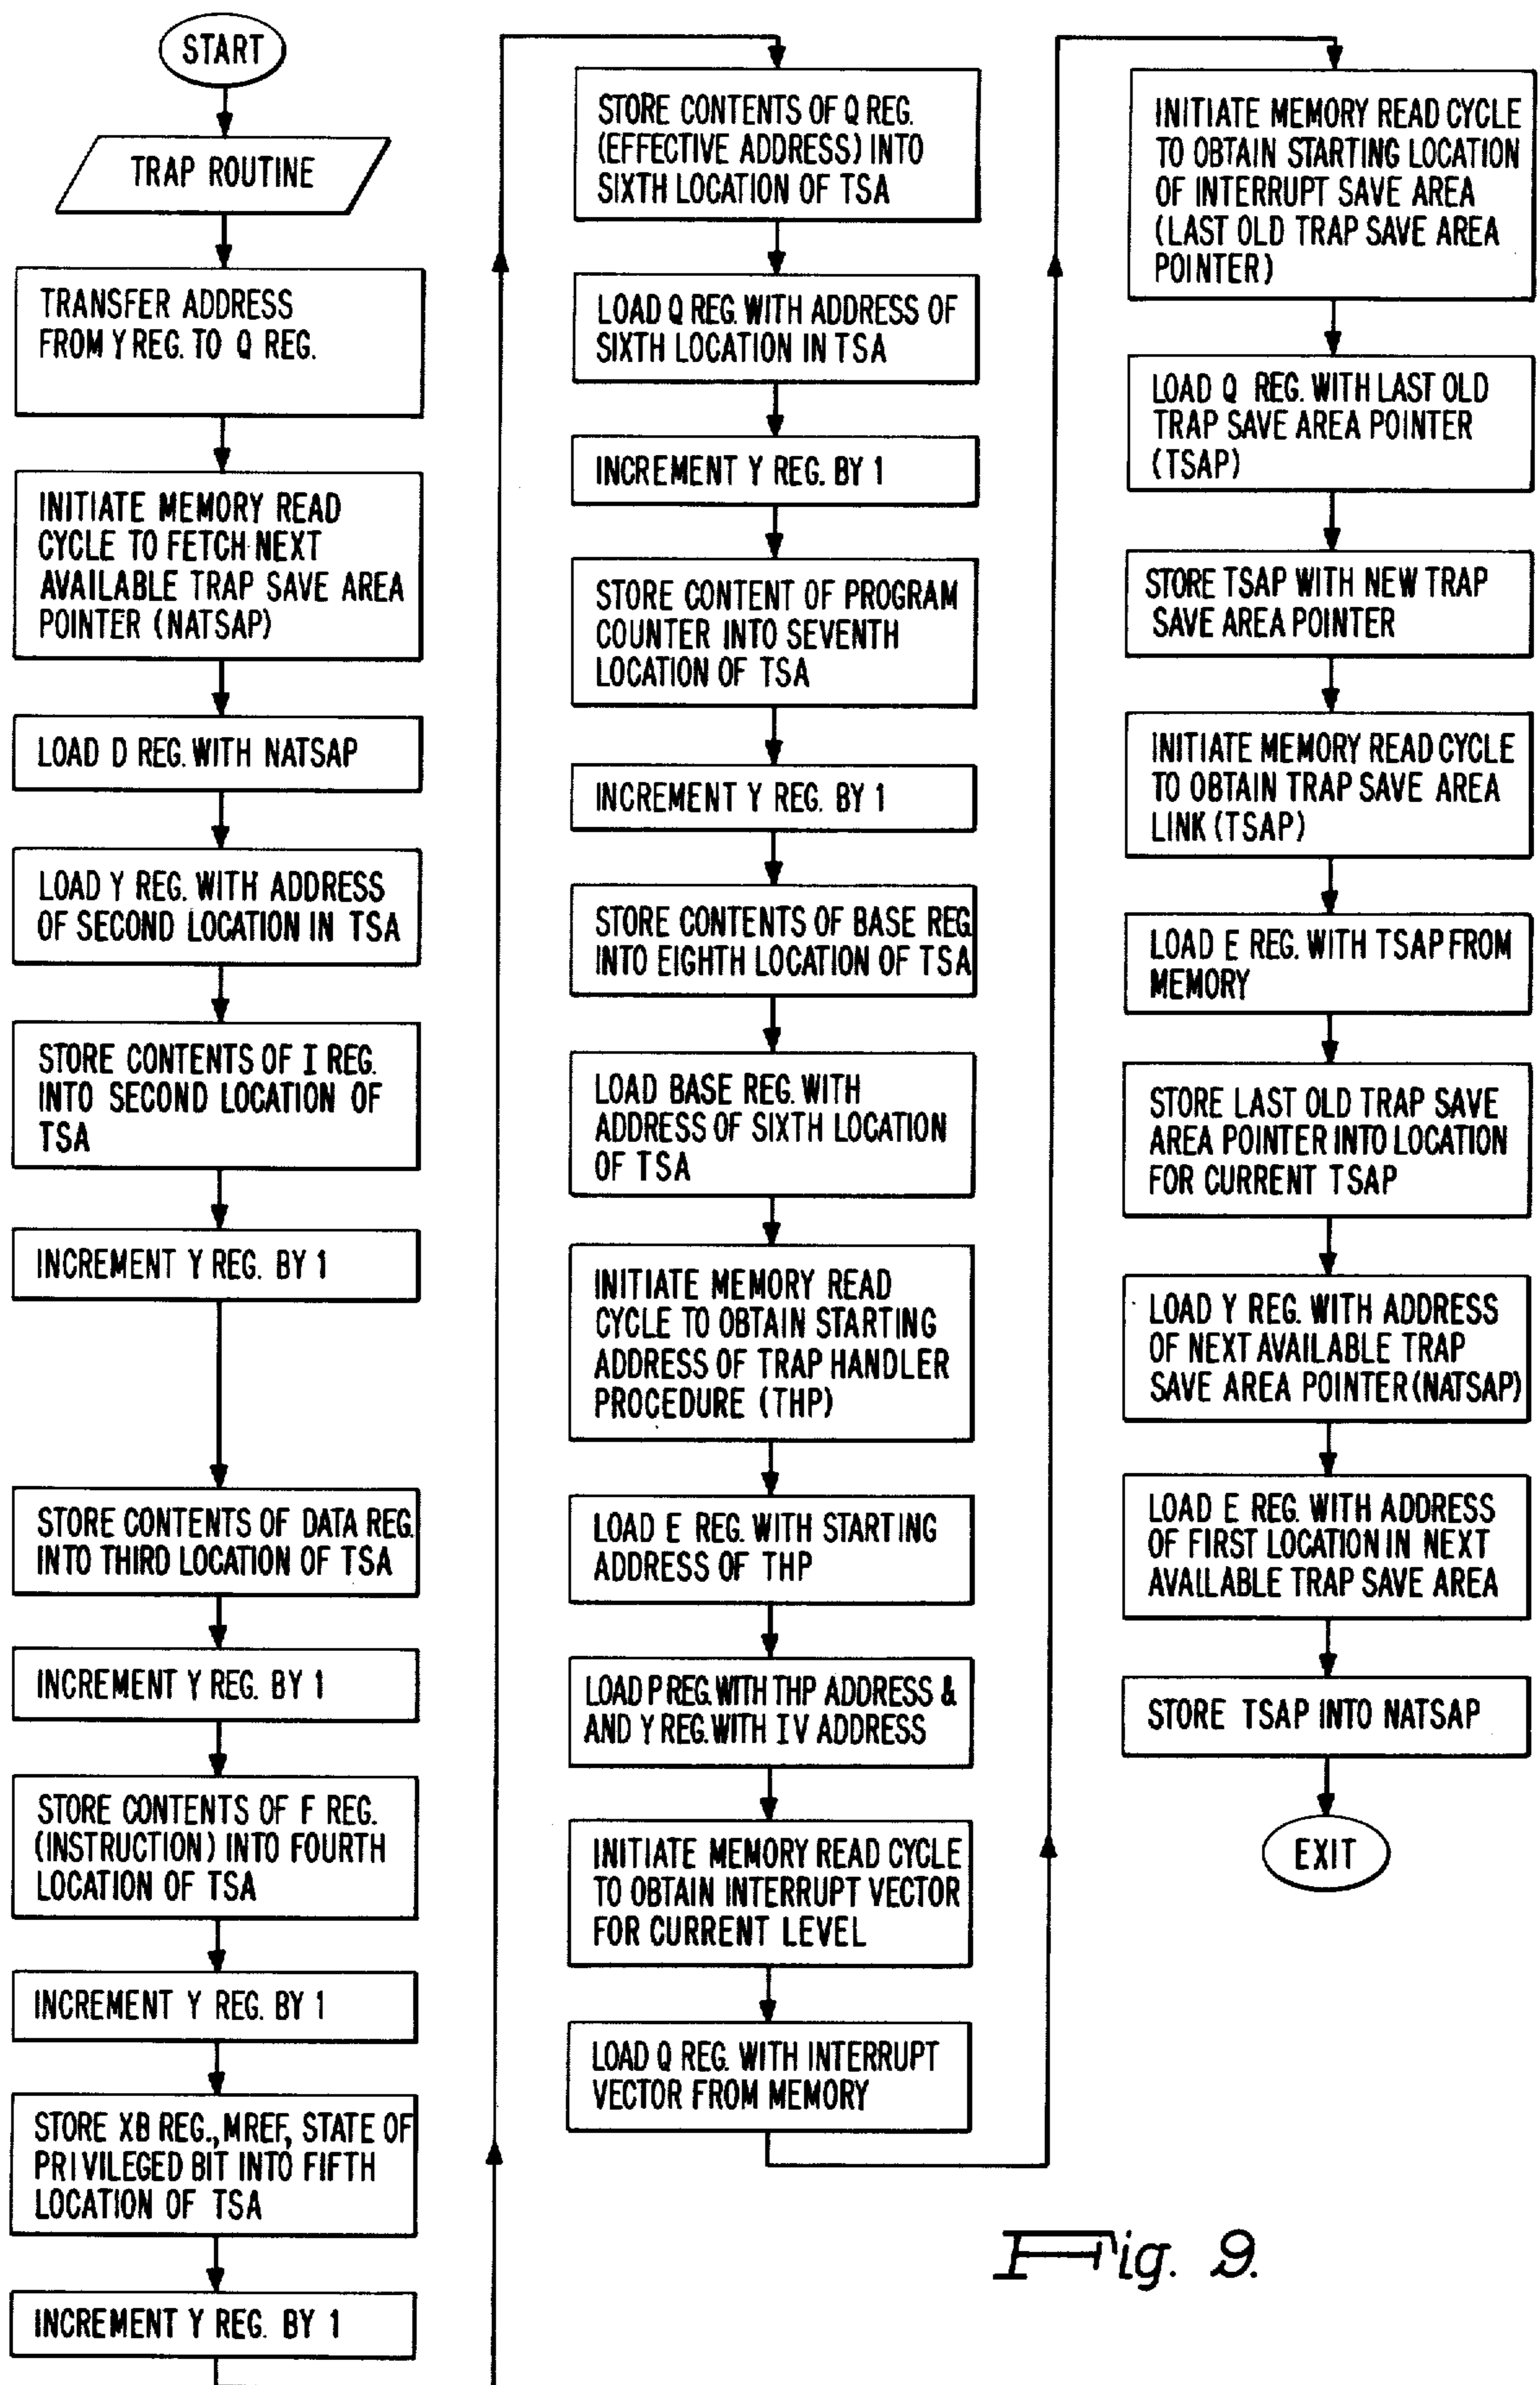 START
TRAP ROUTINE
TRANSFER ADDRESS
FROM Y REG. TO Q REG.
INITIATE MEMORY READ
CYCLE TO FETCH NEXT
AVAILABLE TRAP SAVE AREA
POINTER (NATSAP)
LOAD D REG. WITH NATSAP
LOAD Y REG. WITH ADDRESS
OF SECOND LOCATION IN TSA
STORE CONTENTS OF I REG.
INTO SECOND LOCATION OF
TSA
INCREMENT Y REG. BY 1
STORE CONTENTS OF DATA REG.
INTO THIRD LOCATION OF TSA
INCREMENT Y REG. BY 1
STORE CONTENTS OF F REG.
(INSTRUCTION) INTO FOURTH
LOCATION OF TSA
INCREMENT Y REG. BY 1
STORE XB REG., MREF, STATE OF
PRIVILEGED BIT INTO FIFTH
LOCATION OF TSA
INCREMENT Y REG. BY 1
STORE CONTENTS OF Q REG.
(EFFECTIVE ADDRESS) INTO
SIXTH LOCATION OF TSA
LOAD Q REG. WITH ADDRESS OF
SIXTH LOCATION IN TSA
INCREMENT Y REG. BY 1
STORE CONTENT OF PROGRAM
COUNTER INTO SEVENTH
LOCATION OF TSA
INCREMENT Y REG. BY 1
STORE CONTENTS OF BASE REG.
INTO EIGHTH LOCATION OF TSA
LOAD BASE REG. WITH
ADDRESS OF SIXTH LOCATION
OF TSA
INITIATE MEMORY READ
CYCLE TO OBTAIN STARTING
ADDRESS OF TRAP HANDLER
PROCEDURE (THP)
LOAD E REG. WITH STARTING
ADDRESS OF THP
LOAD P REG. WITH THP ADDRESS &
AND Y REG. WITH IV ADDRESS
INITIATE MEMORY READ CYCLE
TO OBTAIN INTERRUPT VECTOR
FOR CURRENT LEVEL
LOAD Q REG. WITH INTERRUPT
VECTOR FROM MEMORY
INITIATE MEMORY READ CYCLE
TO OBTAIN STARTING LOCATION
OF INTERRUPT SAVE AREA
(LAST OLD TRAP SAVE AREA
POINTER)
LOAD Q REG. WITH LAST OLD
TRAP SAVE AREA POINTER
(TSAP)
STORE TSAP WITH NEW TRAP
SAVE AREA POINTER
INITIATE MEMORY READ CYCLE
TO OBTAIN TRAP SAVE AREA
LINK (TSAP)
LOAD E REG. WITH TSAP FROM
MEMORY
STORE LAST OLD TRAP SAVE
AREA POINTER INTO LOCATION
FOR CURRENT TSAP
LOAD Y REG. WITH ADDRESS
OF NEXT AVAILABLE TRAP
SAVE AREA POINTER (NATSAP)
LOAD E REG. WITH ADDRESS
OF FIRST LOCATION IN NEXT
AVAILABLE TRAP SAVE AREA
STORE TSAP INTO NATSAP
EXIT
Fig. 9.